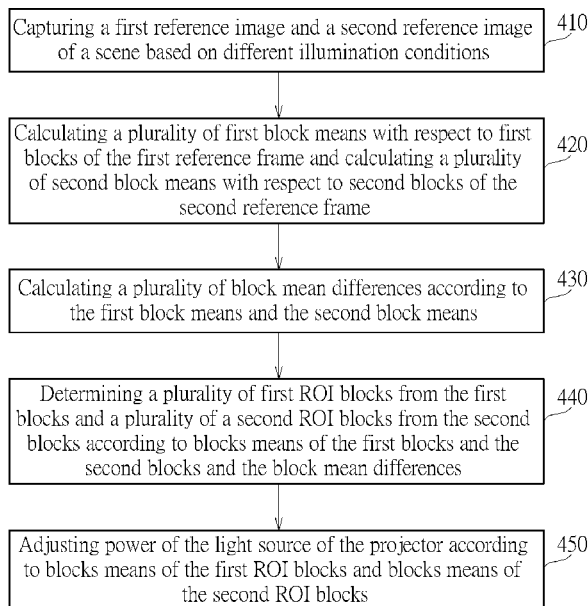 Capturing a first reference image and a second reference image
of a scene based on different illumination conditions
410
Calculating a plurality of first block means with respect to first
blocks of the first reference frame and calculating a plurality
of second block means with respect to second blocks of the
second reference frame
420
Calculating a plurality of block mean differences according to
the first block means and the second block means
430
Determining a plurality of first ROI blocks from the first
blocks and a plurality of a second ROI blocks from the second
blocks according to blocks means of the first blocks and the
second blocks and the block mean differences
440
Adjusting power of the light source of the projector according
to blocks means of the first ROI blocks and blocks means of
the second ROI blocks
450